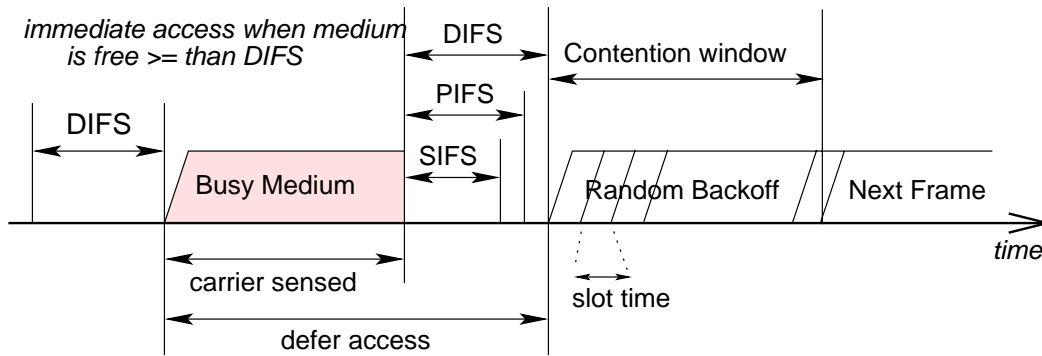 immediate access when medium
is free >= than DIFS
DIFS
DIFS
PIFS
SIFS
Contention window
Busy Medium
Random Backoff
Next Frame
time
carrier sensed
slot time
defer access